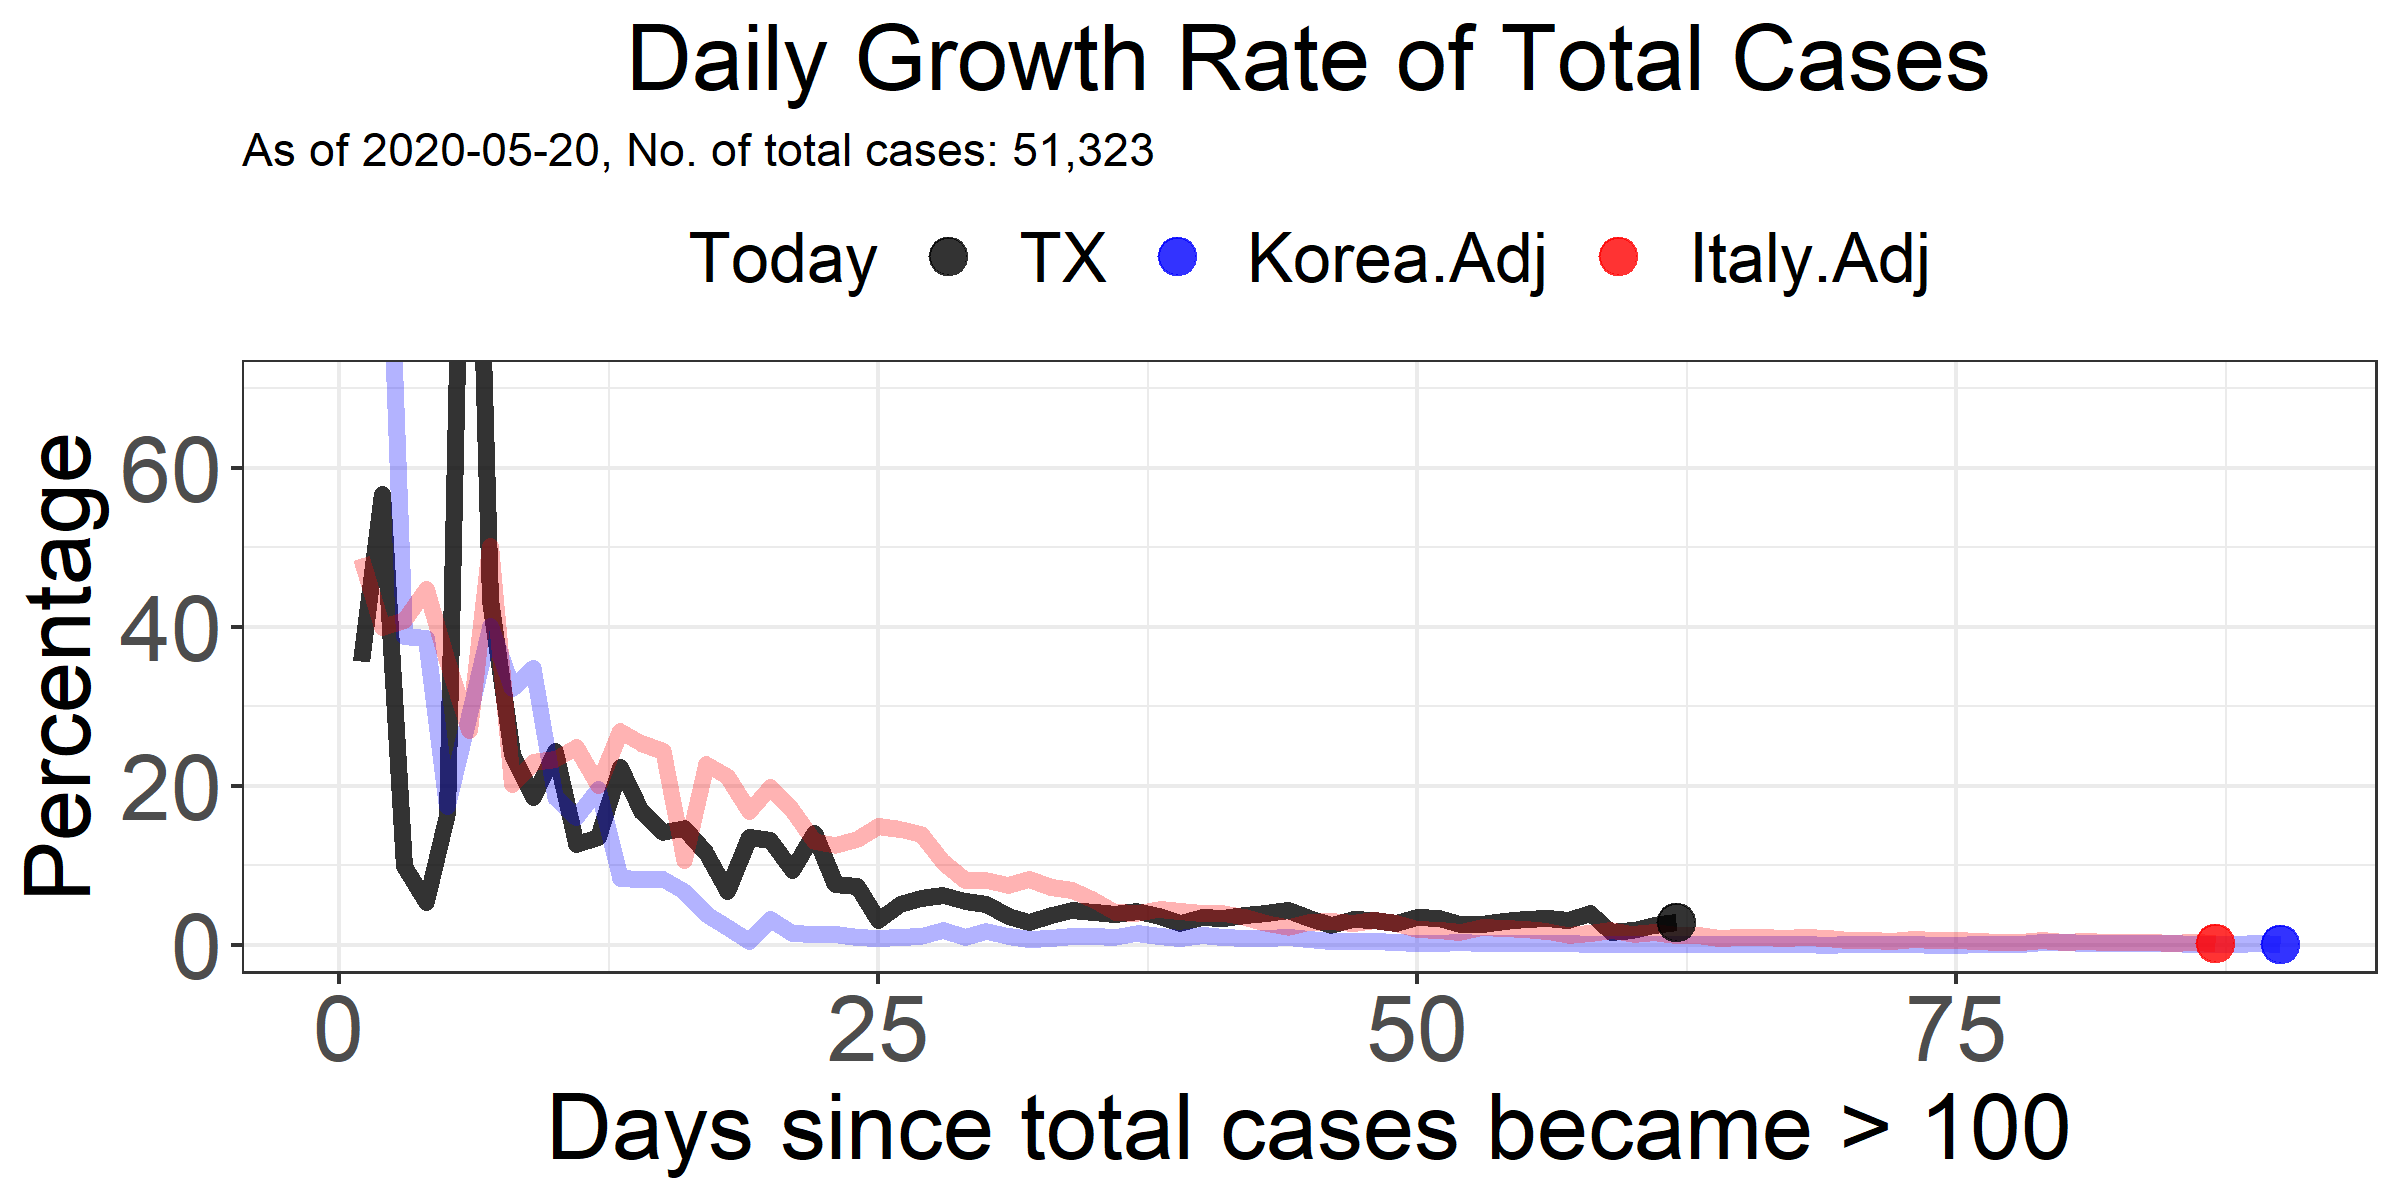 Daily Growth Rate of Total Cases
As of 2020-05-20, No. of total cases: 51,323
Today TX Korea.Adj Italy.Adj
Percentage
60
40
20
0
0 25 50 75
Days since total cases became > 100